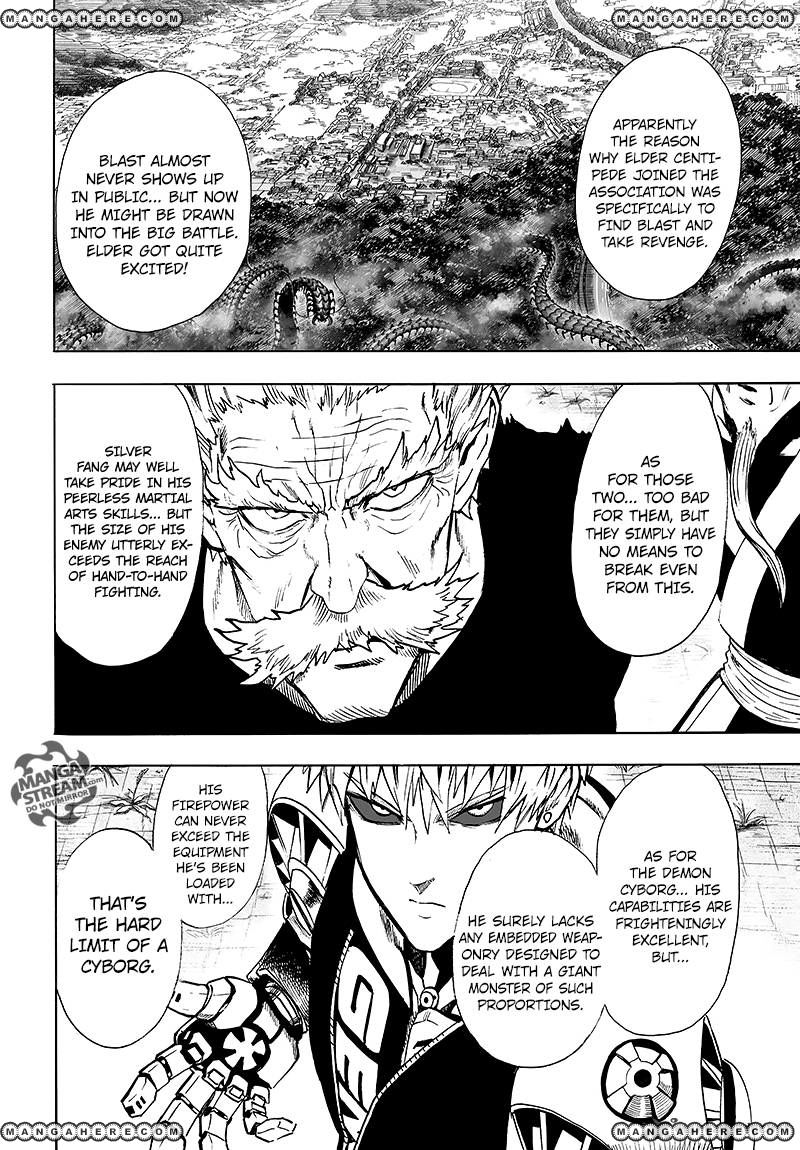 MANGAHERE.COM
MANGAHERE.COM
APPARENTLY
THE REASON
WHY ELDER CENTI-
PEDE JOINED THE
ASSOCIATION WAS
SPECIFICALLY TO
FIND BLAST AND
TAKE REVENGE.
BLAST ALMOST
NEVER SHOWS UP
IN PUBLIC... BUT NOW
HE MIGHT BE DRAWN
INTO THE BIG BATTLE.
ELDER GOT QUITE
EXCITED!
AS
FOR THOSE
TWO... TOO BAD
FOR THEM, BUT
THEY SIMPLY HAVE
NO MEANS TO
BREAK EVEN
FROM THIS.
SILVER
FANG MAY WELL
TAKE PRIDE IN HIS
PEERLESS MARTIAL
ARTS SKILLS... BUT
THE SIZE OF HIS
ENEMY UTTERLY EX-
CEEDS THE REACH
OF HAND-TO-HAND
FIGHTING.
MANGA
STREAM.com
DO NOT MIRROR
AS FOR
THE DEMON
CYBORG... HIS
CAPABILITIES ARE
FRIGHTENINGLY
EXCELLENT,
BUT...
HE SURELY LACKS
ANY EMBEDDED WEAP-
ONRY DESIGNED TO
DEAL WITH A GIANT
MONSTER OF SUCH
PROPORTIONS.
HIS
FIREPOWER
CAN NEVER
EXCEED THE
EQUIPMENT
HE'S BEEN
LOADED
WITH...
THAT'S
THE HARD
LIMIT OF A
CYBORG.
GEN
MANGAHERE.COM
MANGAHERE.COM